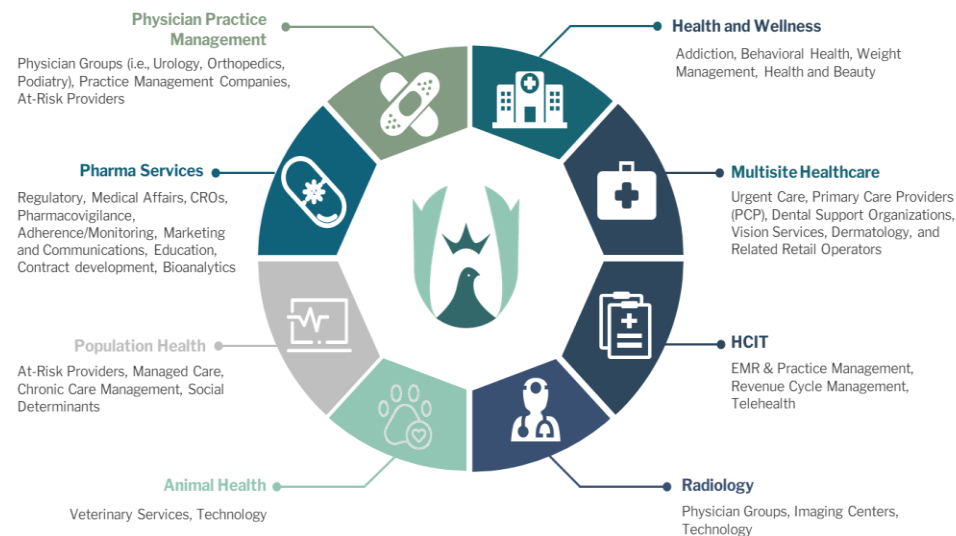 Physician Practice
Management
Physician Groups (i.e., Urology, Orthopedics,
Podiatry), Practice Management Companies,
At-Risk Providers
Health and Wellness
Addiction, Behavioral Health, Weight
Management, Health and Beauty
Pharma Services
Regulatory, Medical Affairs, CROs,
Pharmacovigilance,
Adherence/Monitoring, Marketing
and Communications, Education,
Contract development, Bioanalytics
Multisite Healthcare
Urgent Care, Primary Care Providers
(PCP), Dental Support Organizations,
Vision Services, Dermatology, and
Related Retail Operators
Population Health
At-Risk Providers, Managed Care,
Chronic Care Management, Social
Determinants
HCIT
EMR & Practice Management,
Revenue Cycle Management,
Telehealth
Animal Health
Veterinary Services, Technology
Radiology
Physician Groups, Imaging Centers,
Technology